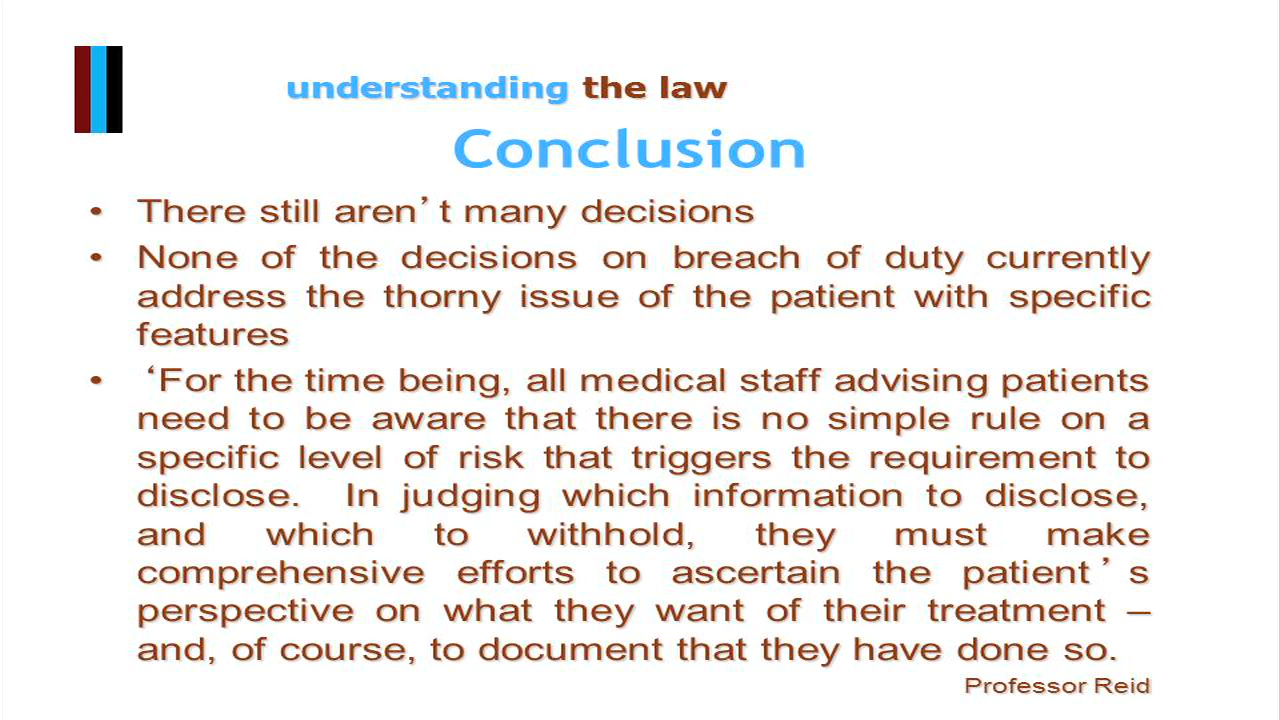 understanding the law
Conclusion
• There still aren’t many decisions
• None of the decisions on breach of duty currently
address the thorny issue of the patient with specific
features
• ‘For the time being, all medical staff advising patients
need to be aware that there is no simple rule on a
specific level of risk that triggers the requirement to
disclose. In judging which information to disclose,
and which to withhold, they must make
comprehensive efforts to ascertain the patient’s
perspective on what they want of their treatment –
and, of course, to document that they have done so.
Professor Reid